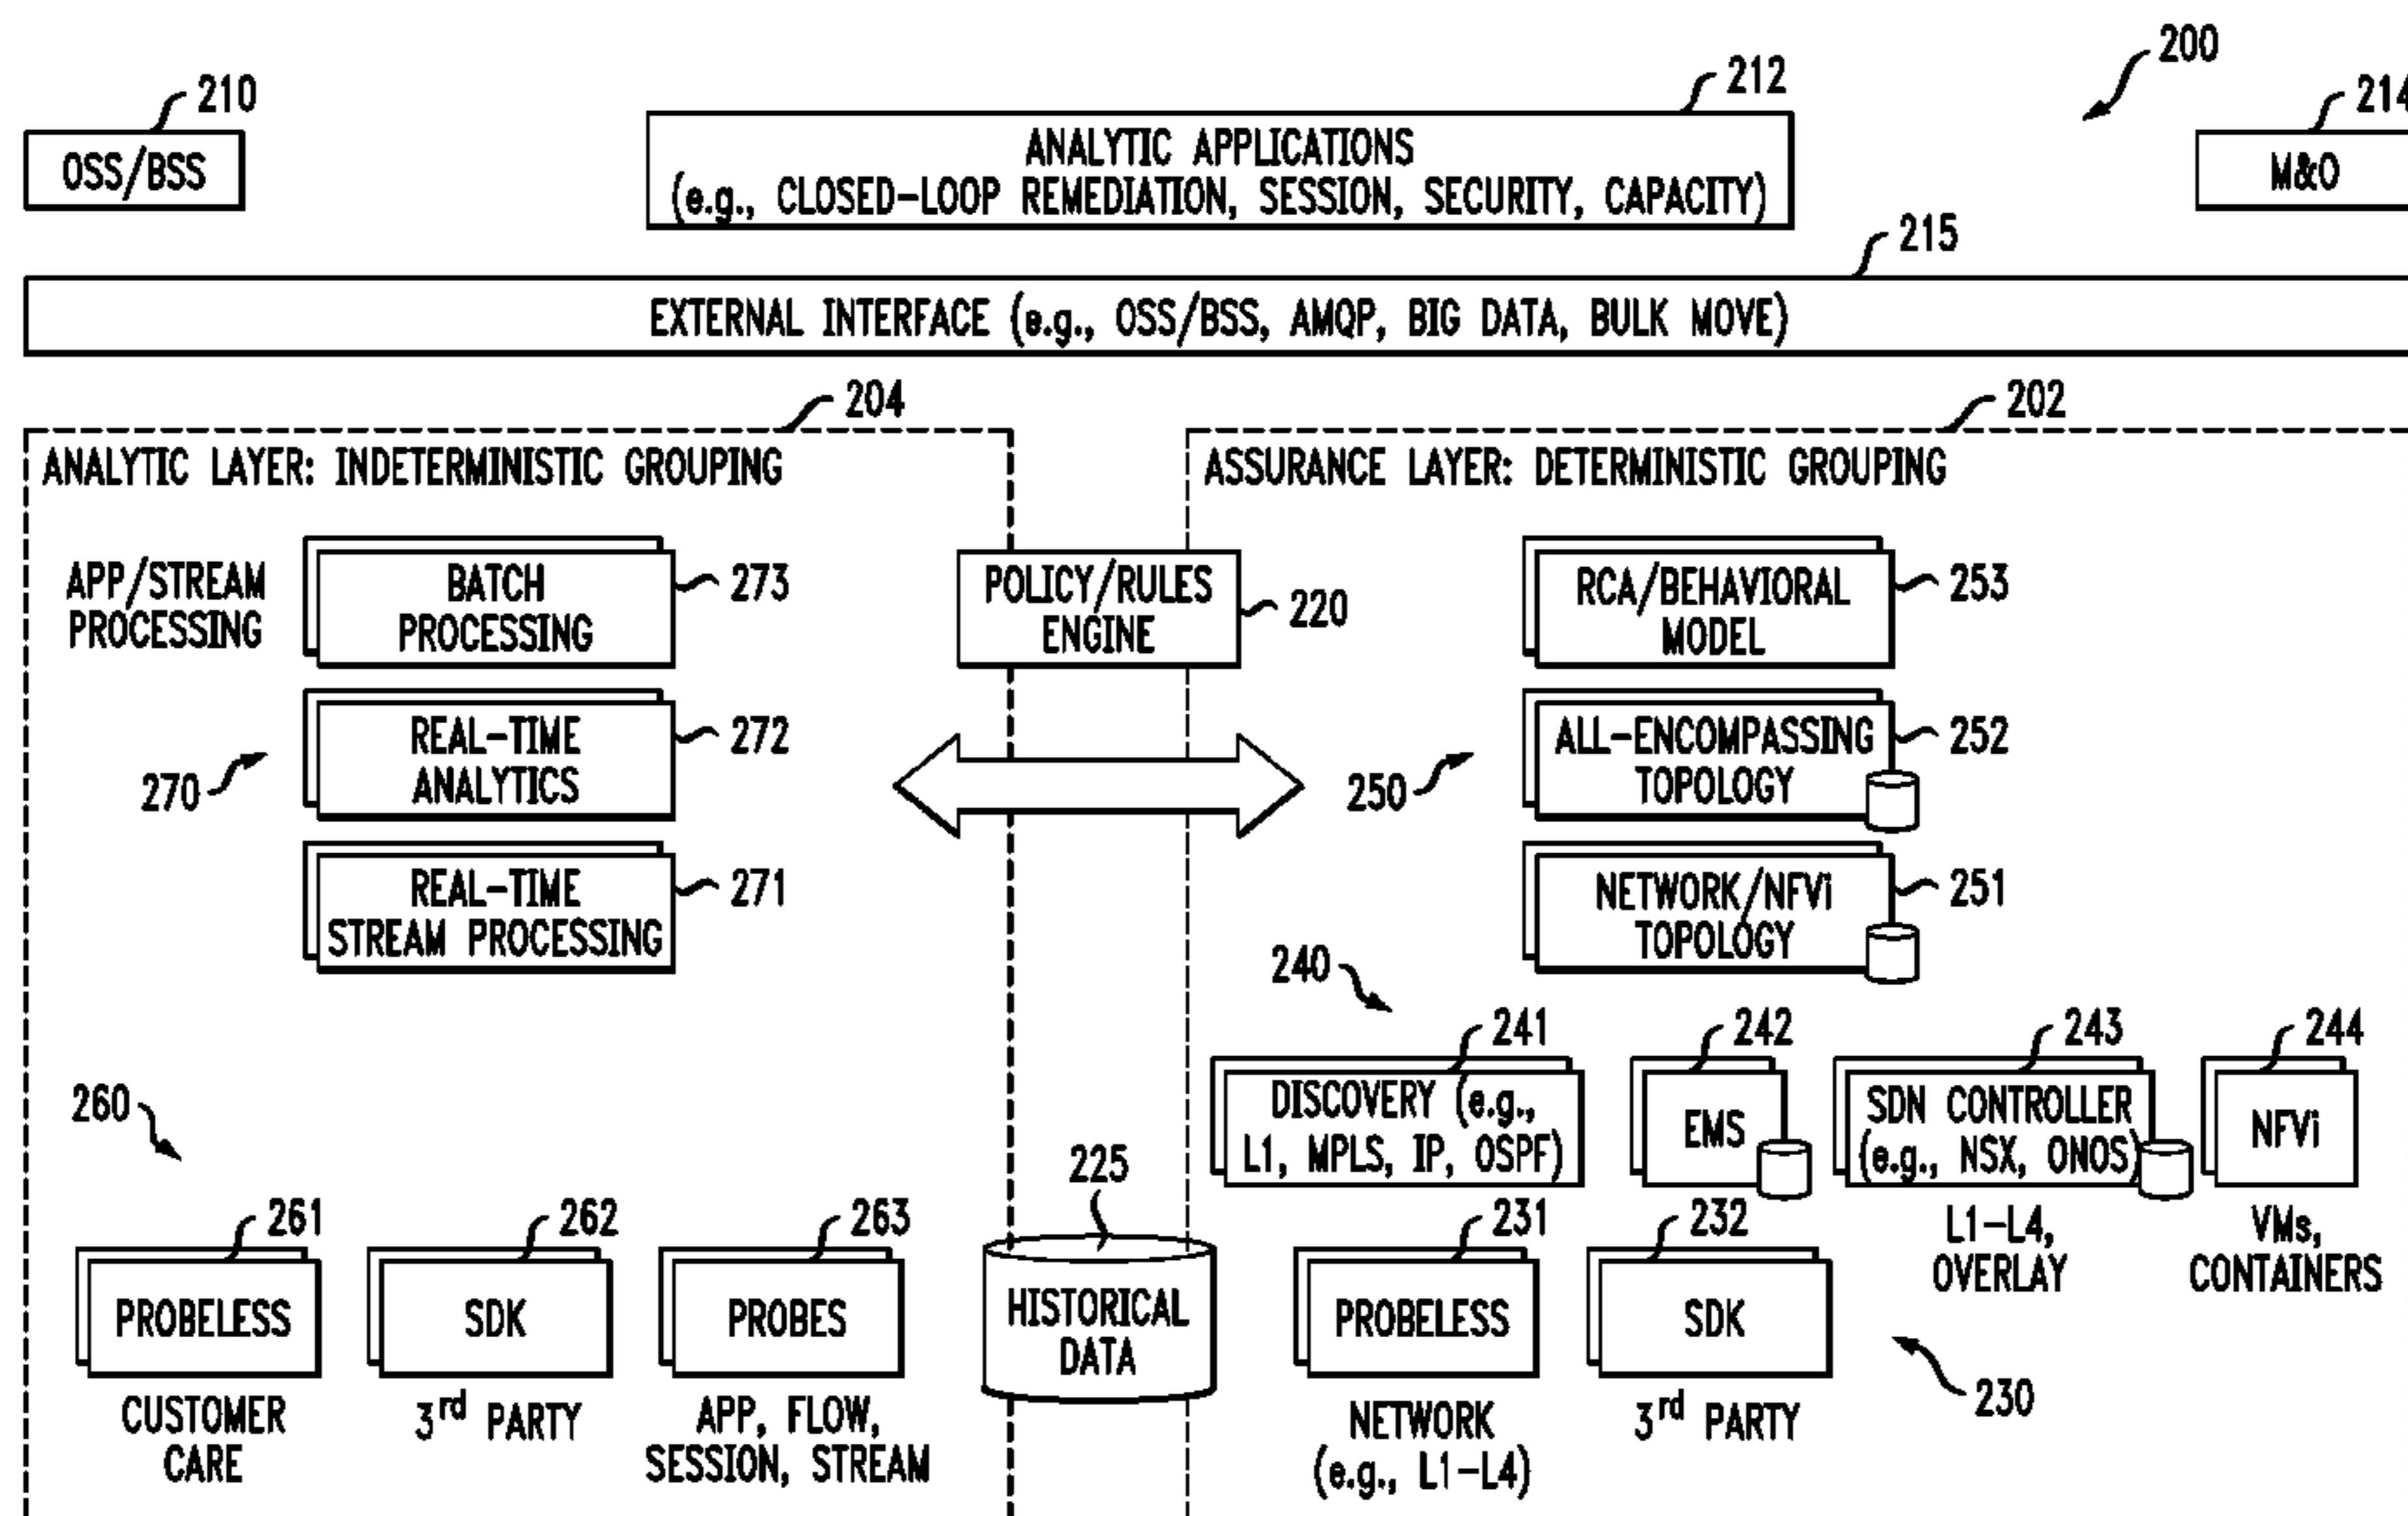 200
210
212
214
OSS/BSS
ANALYTIC APPLICATIONS
(e.g., CLOSED-LOOP REMEDIATION, SESSION, SECURITY, CAPACITY)
M&O
215
EXTERNAL INTERFACE (e.g., OSS/BSS, AMQP, BIG DATA, BULK MOVE)
204
ANALYTIC LAYER: INDETERMINISTIC GROUPING
APP/STREAM
PROCESSING
BATCH
PROCESSING
273
REAL-TIME
ANALYTICS
272
270
REAL-TIME
STREAM PROCESSING
271
260
261
PROBELESS
CUSTOMER
CARE
262
SDK
3rd PARTY
263
PROBES
APP, FLOW,
SESSION, STREAM
POLICY/RULES
ENGINE
220
225
HISTORICAL
DATA
202
ASSURANCE LAYER: DETERMINISTIC GROUPING
RCA/BEHAVIORAL
MODEL
253
ALL-ENCOMPASSING
TOPOLOGY
252
250
NETWORK/NFVi
TOPOLOGY
251
240
241
DISCOVERY (e.g.,
L1, MPLS, IP, OSPF)
242
EMS
243
SDN CONTROLLER
(e.g., NSX, ONOS)
L1-L4,
OVERLAY
244
NFVi
VMs,
CONTAINERS
231
PROBELESS
NETWORK
(e.g., L1-L4)
232
SDK
3rd PARTY
230